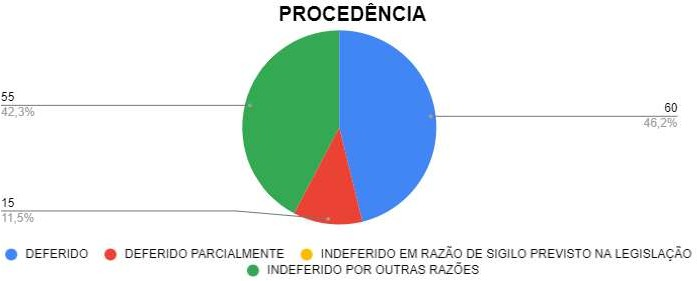 PROCEDÊNCIA
55
42,3%
60
46,2%
15
11,5%
DEFERIDO DEFERIDO PARCIALMENTE INDEFERIDO EM RAZÃO DE SIGILO PREVISTO NA LEGISLAÇÃO
INDEFERIDO POR OUTRAS RAZÕES